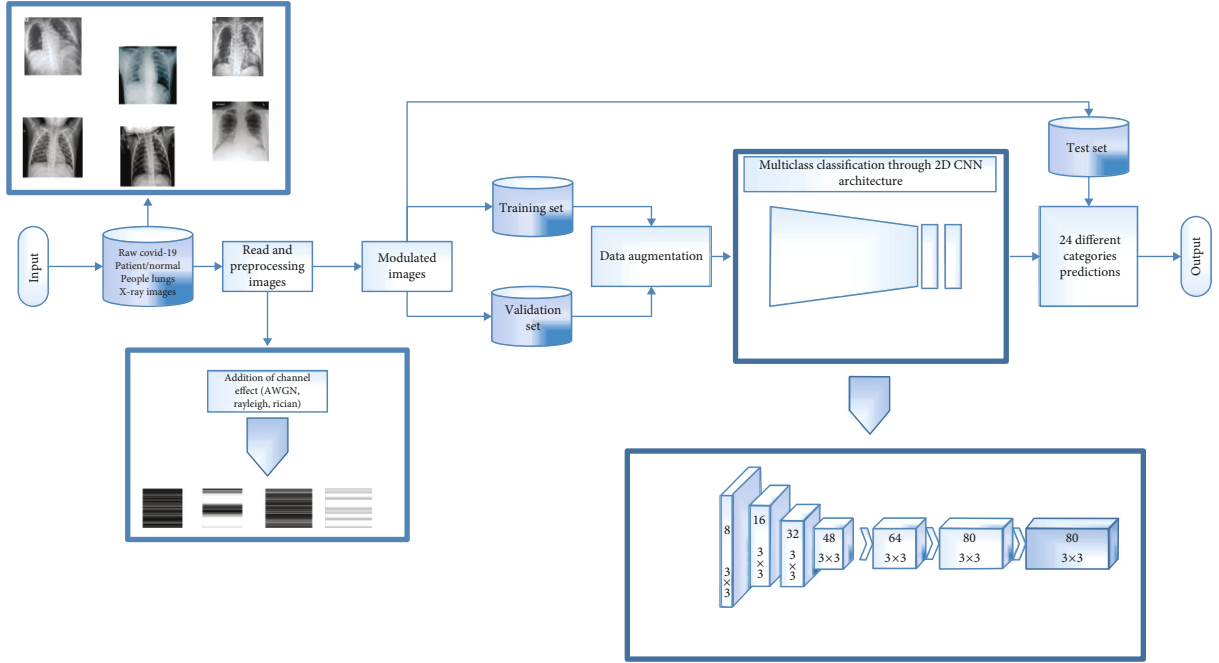 Input
Raw covid-19
Patient/normal
People lungs
X-ray images
Read and
preprocessing
images
Addition of channel
effect (AWGN,
rayleigh, rician)
Modulated
images
Training set
Validation
set
Data augmentation
Multiclass classification through 2D CNN
architecture
Test set
24 different
categories
predictions
Output
8
3 × 3
16
3 × 3
32
3 × 3
48
3×3
64
3×3
80
3×3
80
3×3